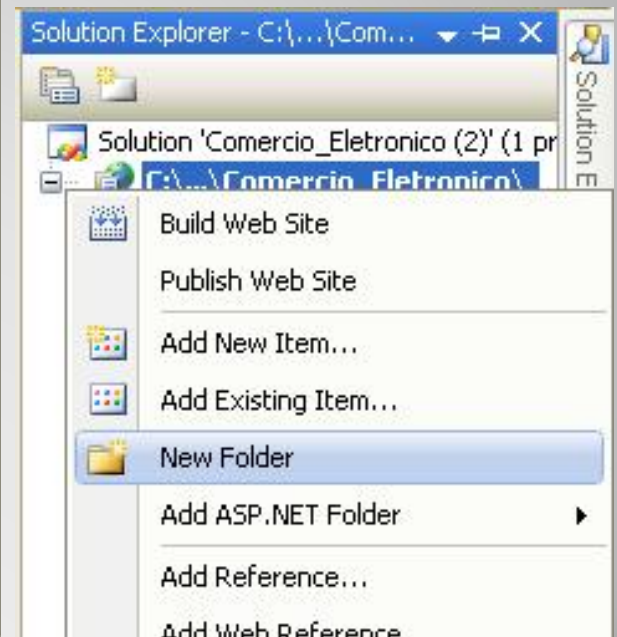 Solution Explorer - C:\...\Com...
Solution E
Solution 'Comercio_Eletronico (2)' (1 pr
C:\...\Comercio_Eletronico\
Build Web Site
Publish Web Site
Add New Item...
Add Existing Item...
New Folder
Add ASP.NET Folder
Add Reference...
Add Web Reference